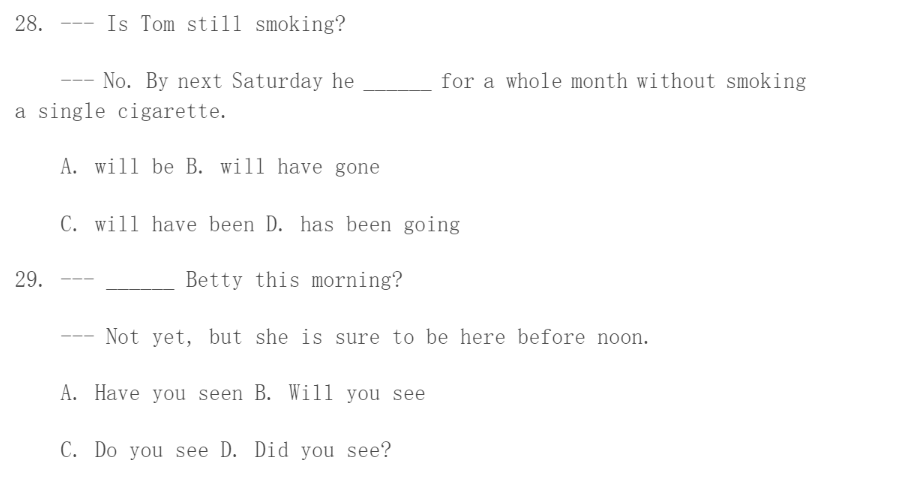 28. --- Is Tom still smoking?
--- No. By next Saturday he ______ for a whole month without smoking
a single cigarette.
A. will be B. will have gone
C. will have been D. has been going
29. --- ______ Betty this morning?
--- Not yet, but she is sure to be here before noon.
A. Have you seen B. Will you see
C. Do you see D. Did you see?